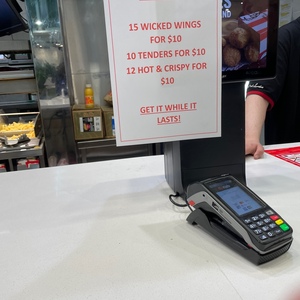 15 WICKED WINGS
FOR $10
10 TENDERS FOR $10
12 HOT & CRISPY FOR
$10
GET IT WHILE IT
LASTS!